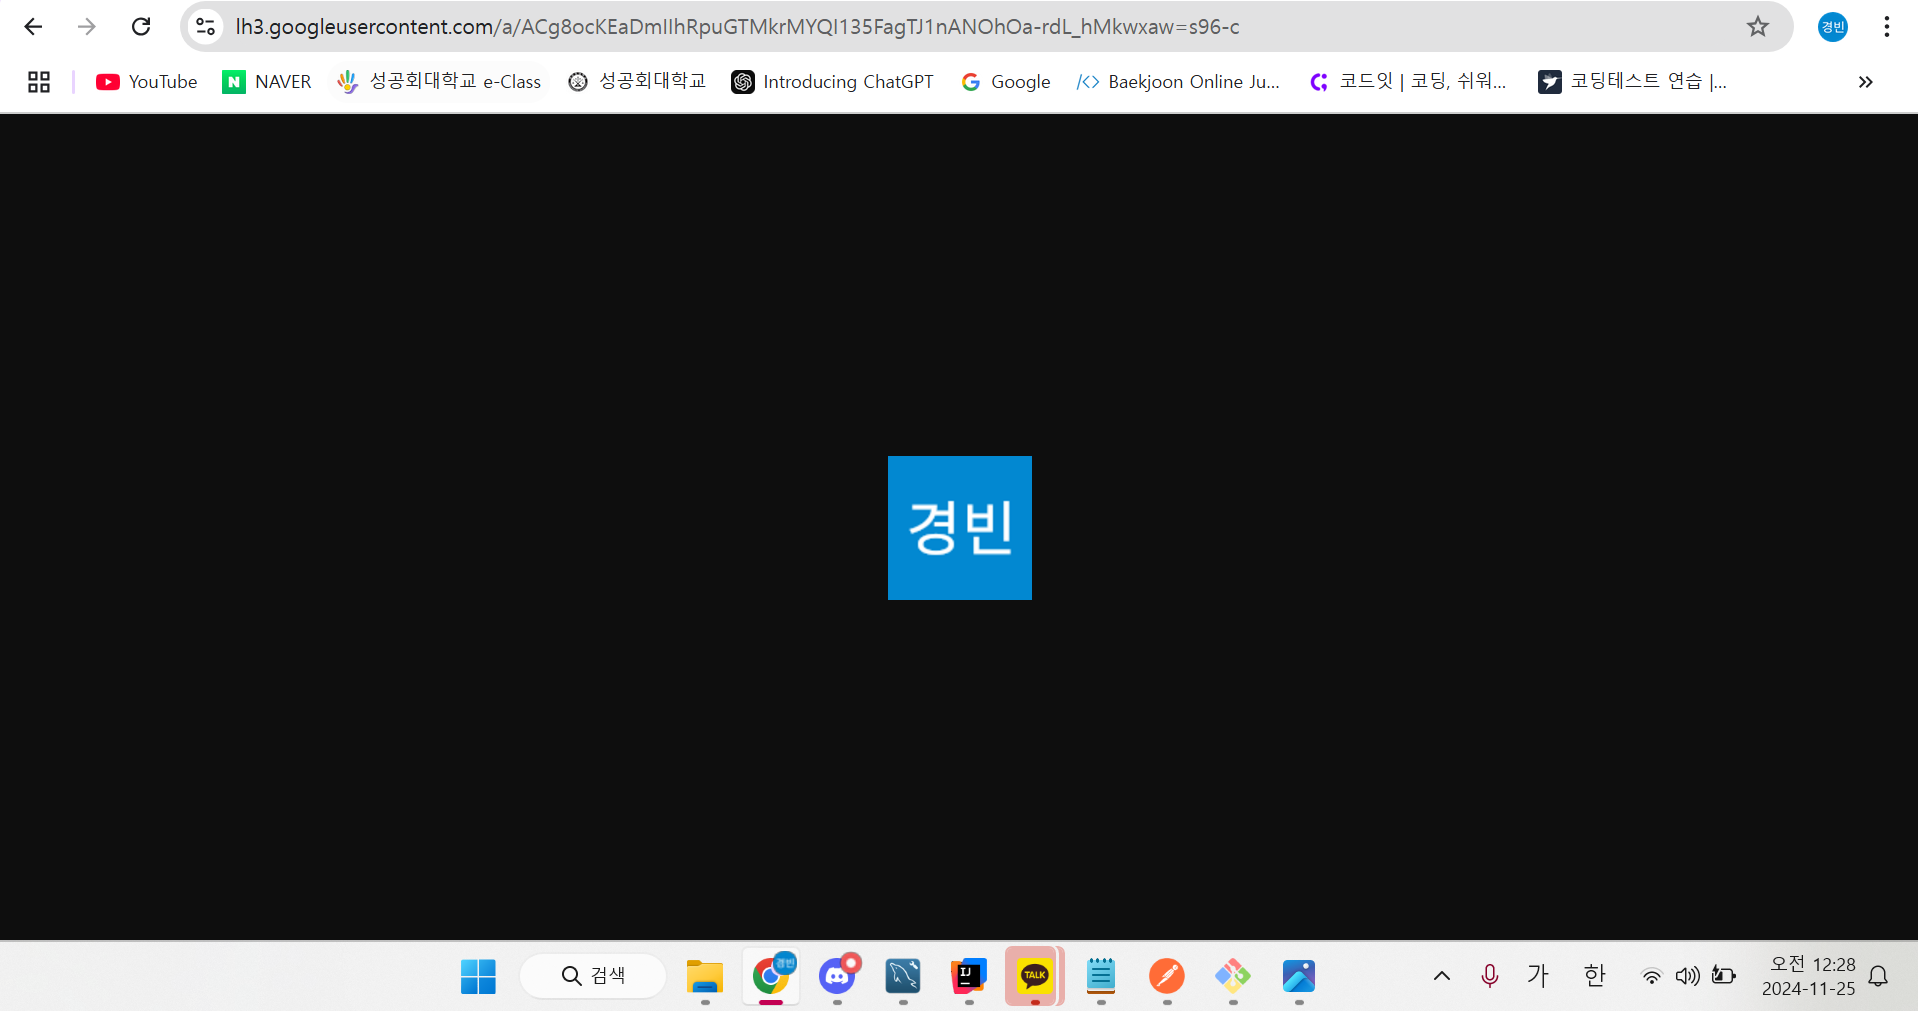 lh3.googleusercontent.com/a/ACg8ocKEaDmIIhRpuGTMkrMYQI135FagTJ1nANOhOa-rdL_hMkwxaw=s96-c
경빈
YouTube NAVER 성공회대학교 e-Class 성공회대학교 Introducing ChatGPT Google Baekjoon Online Ju... 코드잇 | 코딩, 쉬워... 코딩테스트 연습 |...
경빈
검색
경빈
IJ
TALK
가 한
오전 12:28
2024-11-25